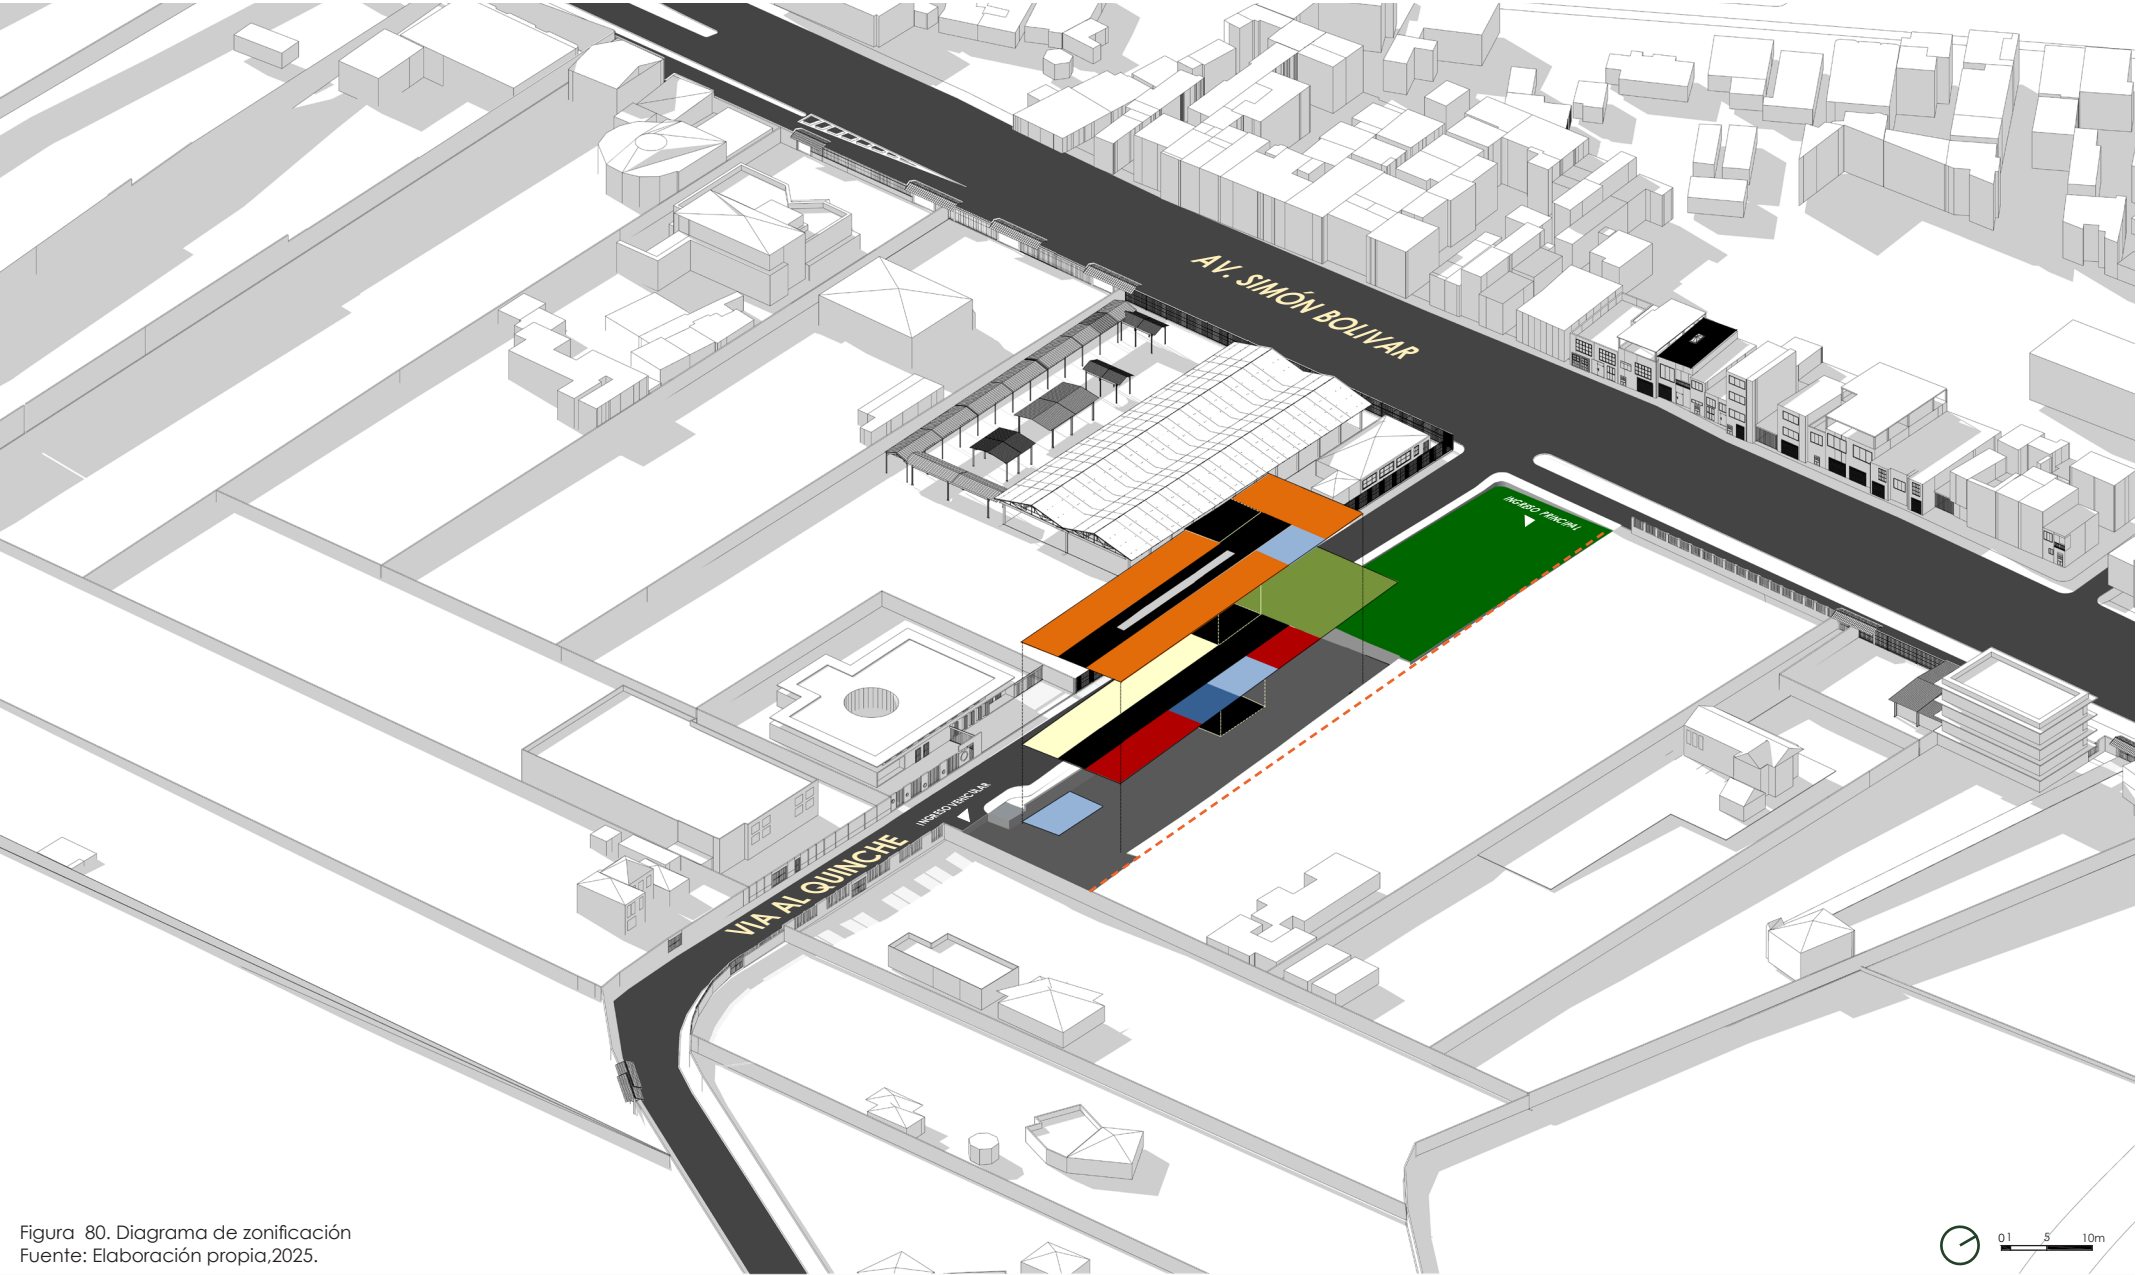 AV. SIMÓN BOLIVAR
INGRESO PRINCIPAL
INGRESO VEHICULAR
VIA AL QUINCHE
Figura 80. Diagrama de zonificación
Fuente: Elaboración propia,2025.
0 1 5 10m